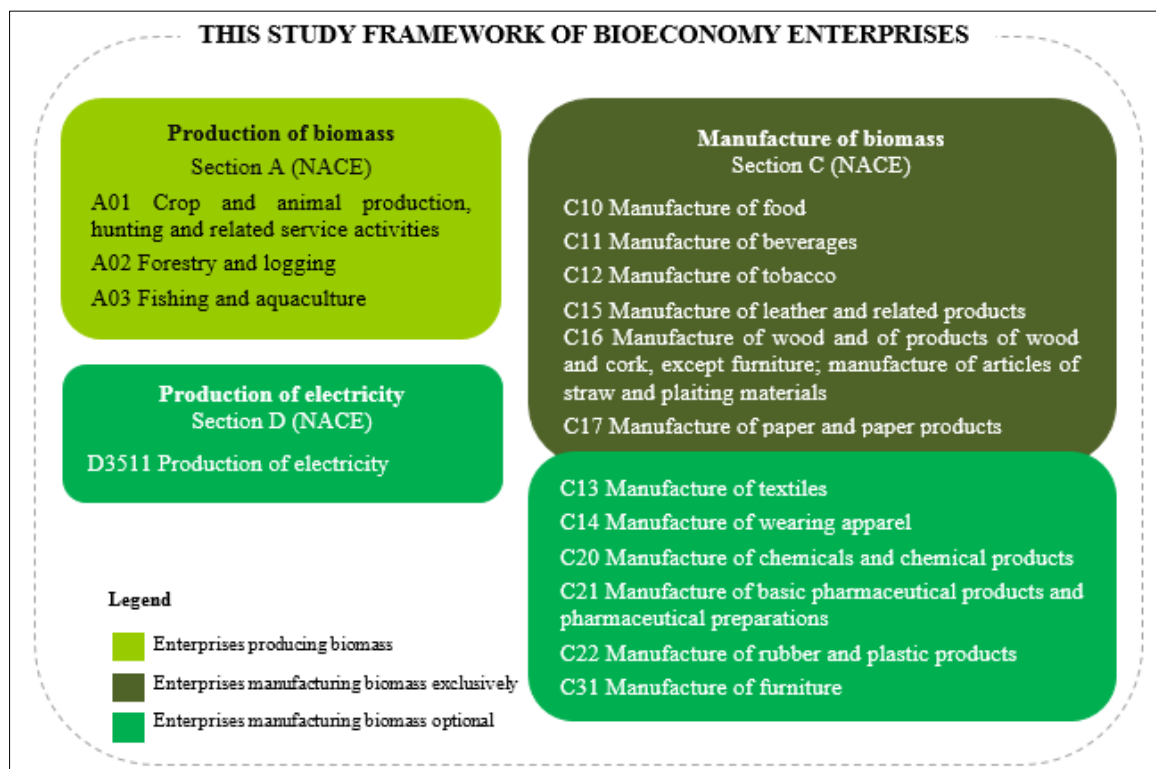 THIS STUDY FRAMEWORK OF BIOECONOMY ENTERPRISES
Production of biomass
Section A (NACE)
A01 Crop and animal production,
hunting and related service activities
A02 Forestry and logging
A03 Fishing and aquaculture
Production of electricity
Section D (NACE)
D3511 Production of electricity
Manufacture of biomass
Section C (NACE)
C10 Manufacture of food
C11 Manufacture of beverages
C12 Manufacture of tobacco
C15 Manufacture of leather and related products
C16 Manufacture of wood and of products of wood
and cork, except furniture; manufacture of articles of
straw and plaiting materials
C17 Manufacture of paper and paper products
C13 Manufacture of textiles
C14 Manufacture of wearing apparel
C20 Manufacture of chemicals and chemical products
C21 Manufacture of basic pharmaceutical products and
pharmaceutical preparations
C22 Manufacture of rubber and plastic products
C31 Manufacture of furniture
Legend
Enterprises producing biomass
Enterprises manufacturing biomass exclusively
Enterprises manufacturing biomass optional